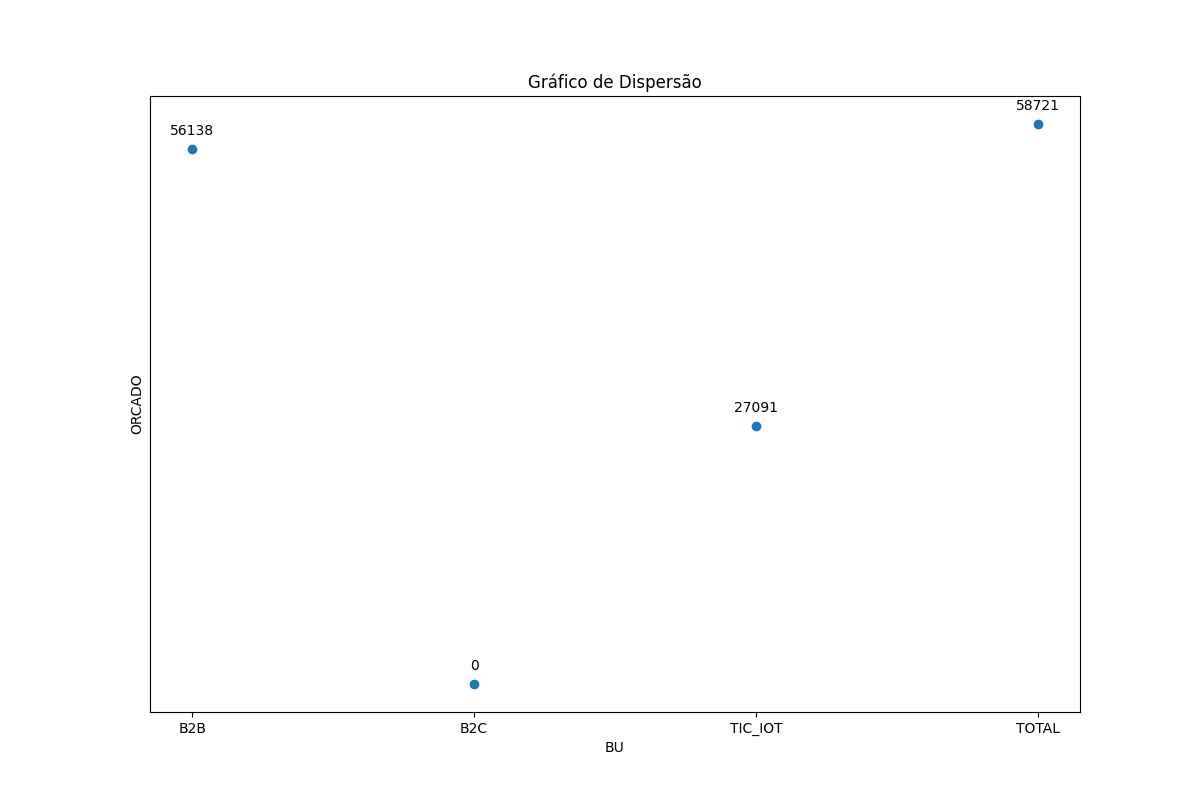 Gráfico de Dispersão
58721
56138
27091
0
ORCADO
B2B
B2C
TIC_IOT
TOTAL
BU